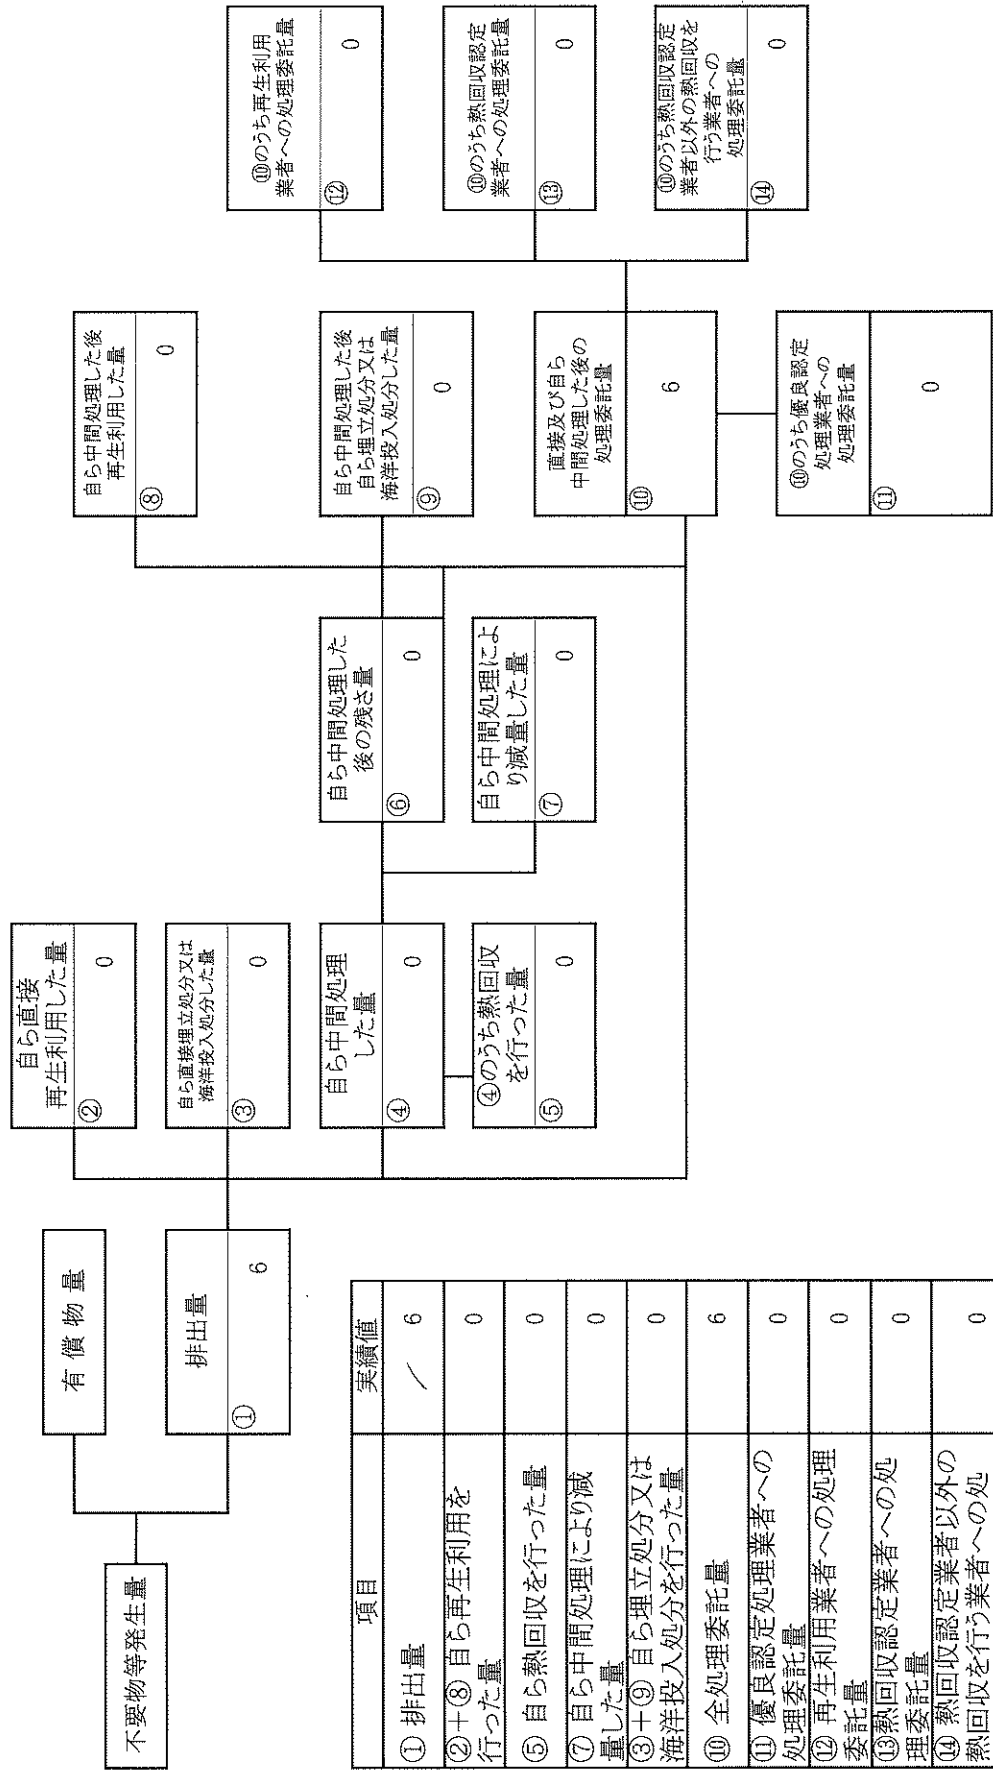 不要物等発生量
有償物量
排出量
① 6
自ら直接
再生利用した量
② 0
自ら直接埋立処分又は
海洋投入処分した量
③ 0
自ら中間処理
した量
④ 0
④のうち熱回収
を行った量
⑤ 0
自ら中間処理した
後の残さ量
⑥ 0
自ら中間処理によ
り減量した量
⑦ 0
自ら中間処理した後
再生利用した量
⑧ 0
自ら中間処理した後
自ら埋立処分又は
海洋投入処分した量
⑨ 0
直接及び自ら
中間処理した後の
処理委託量
⑩ 6
⑩のうち優良認定
処理業者への
処理委託量
⑪ 0
⑩のうち再生利用
業者への処理委託量
⑫ 0
⑩のうち熱回収認定
業者への処理委託量
⑬ 0
⑩のうち熱回収認定
業者以外の熱回収を
行う業者への
処理委託量
⑭ 0
項目 実績値
① 排出量 6
②+⑧ 自ら再生利用を
行った量 0
⑤ 自ら熱回収を行った量 0
⑦ 自ら中間処理により減
量した量 0
③+⑨ 自ら埋立処分又は
海洋投入処分を行った量 0
⑩ 全処理委託量 6
⑪ 優良認定処理業者への
処理委託量 0
⑫ 再生利用業者への処理
委託量 0
⑬熱回収認定業者への処
理委託量 0
⑭ 熱回収認定業者以外の
熱回収を行う業者への処 0